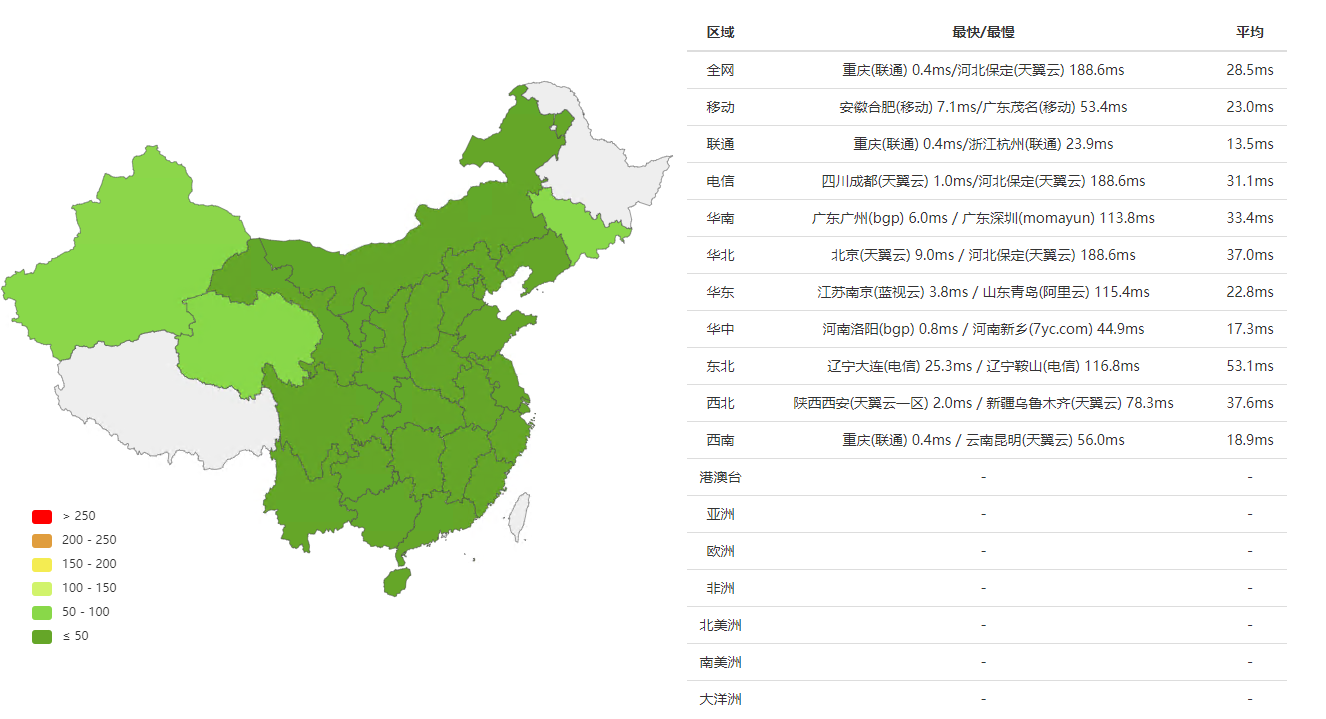 区域 最快/最慢 平均
全网 重庆(联通) 0.4ms/河北保定(天翼云) 188.6ms 28.5ms
移动 安徽合肥(移动) 7.1ms/广东茂名(移动) 53.4ms 23.0ms
联通 重庆(联通) 0.4ms/浙江杭州(联通) 23.9ms 13.5ms
电信 四川成都(天翼云) 1.0ms/河北保定(天翼云) 188.6ms 31.1ms
华南 广东广州(bgp) 6.0ms / 广东深圳(momayun) 113.8ms 33.4ms
华北 北京(天翼云) 9.0ms / 河北保定(天翼云) 188.6ms 37.0ms
华东 江苏南京(蓝视云) 3.8ms / 山东青岛(阿里云) 115.4ms 22.8ms
华中 河南洛阳(bgp) 0.8ms / 河南新乡(7yc.com) 44.9ms 17.3ms
东北 辽宁大连(电信) 25.3ms / 辽宁鞍山(电信) 116.8ms 53.1ms
西北 陕西西安(天翼云一区) 2.0ms / 新疆乌鲁木齐(天翼云) 78.3ms 37.6ms
西南 重庆(联通) 0.4ms / 云南昆明(天翼云) 56.0ms 18.9ms
港澳台 - -
亚洲 - -
欧洲 - -
非洲 - -
北美洲 - -
南美洲 - -
大洋洲 - -
> 250
200 - 250
150 - 200
100 - 150
50 - 100
≤ 50